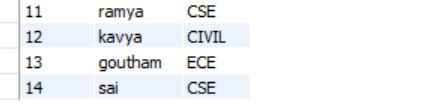 11 ramya CSE
12 kavya CIVIL
13 goutham ECE
14 sai CSE